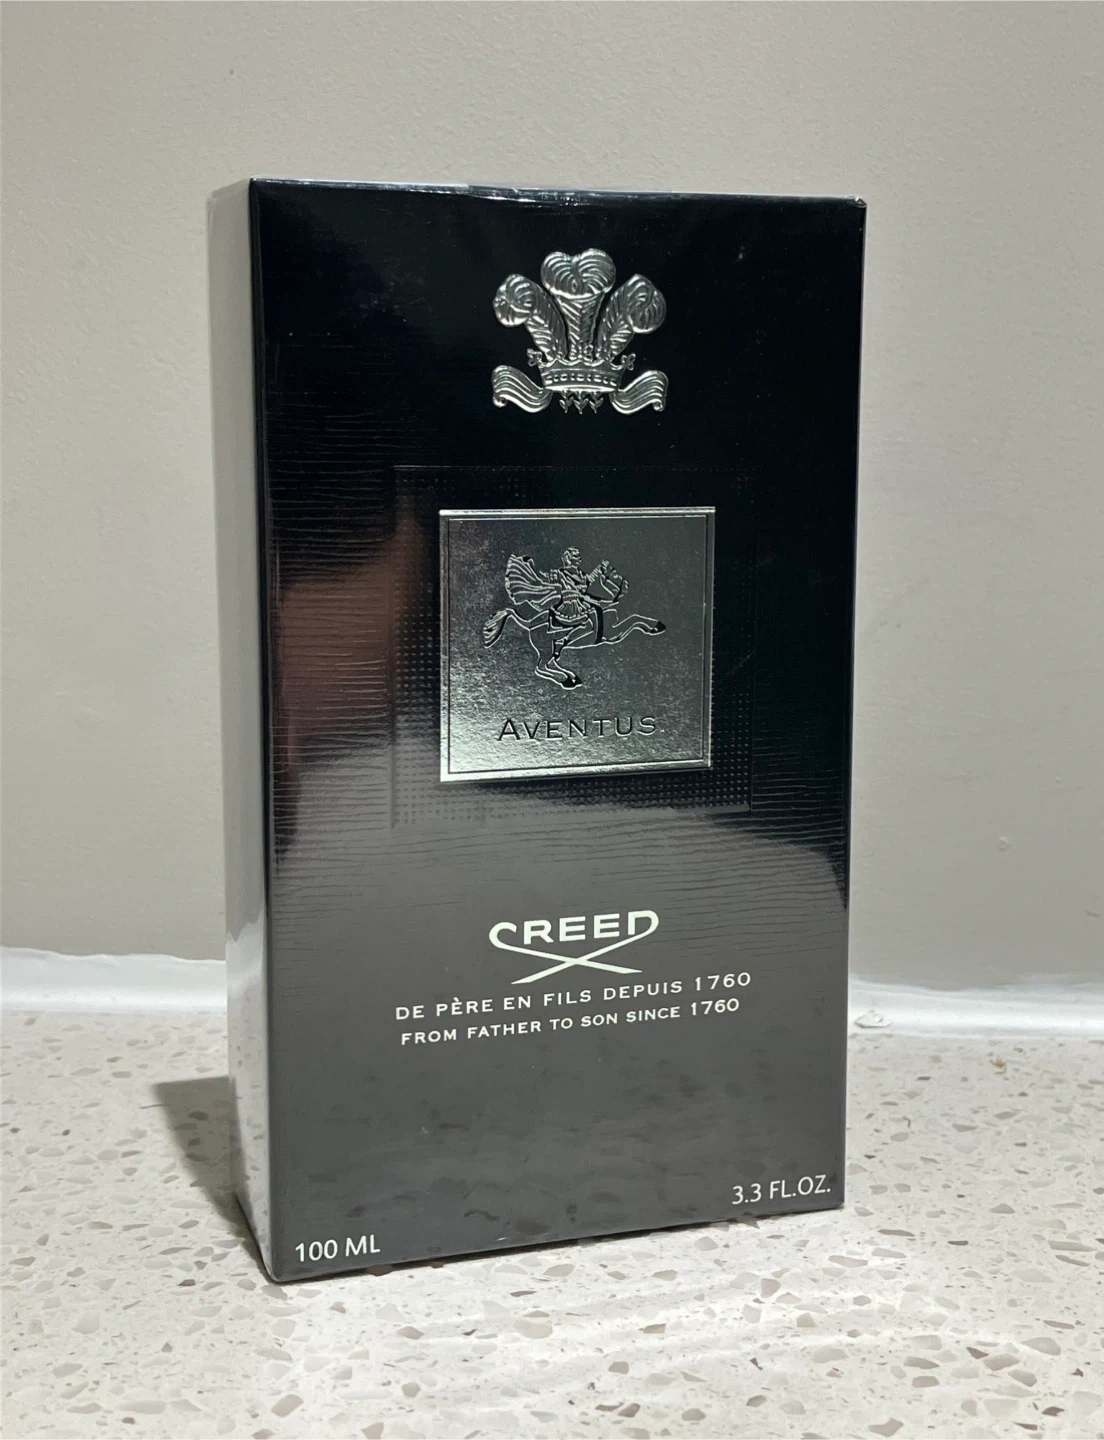 AVENTUS
CREED
DE PÈRE EN FILS DEPUIS 1760
FROM FATHER TO SON SINCE 1760
3.3 FL.OZ.
100 ML